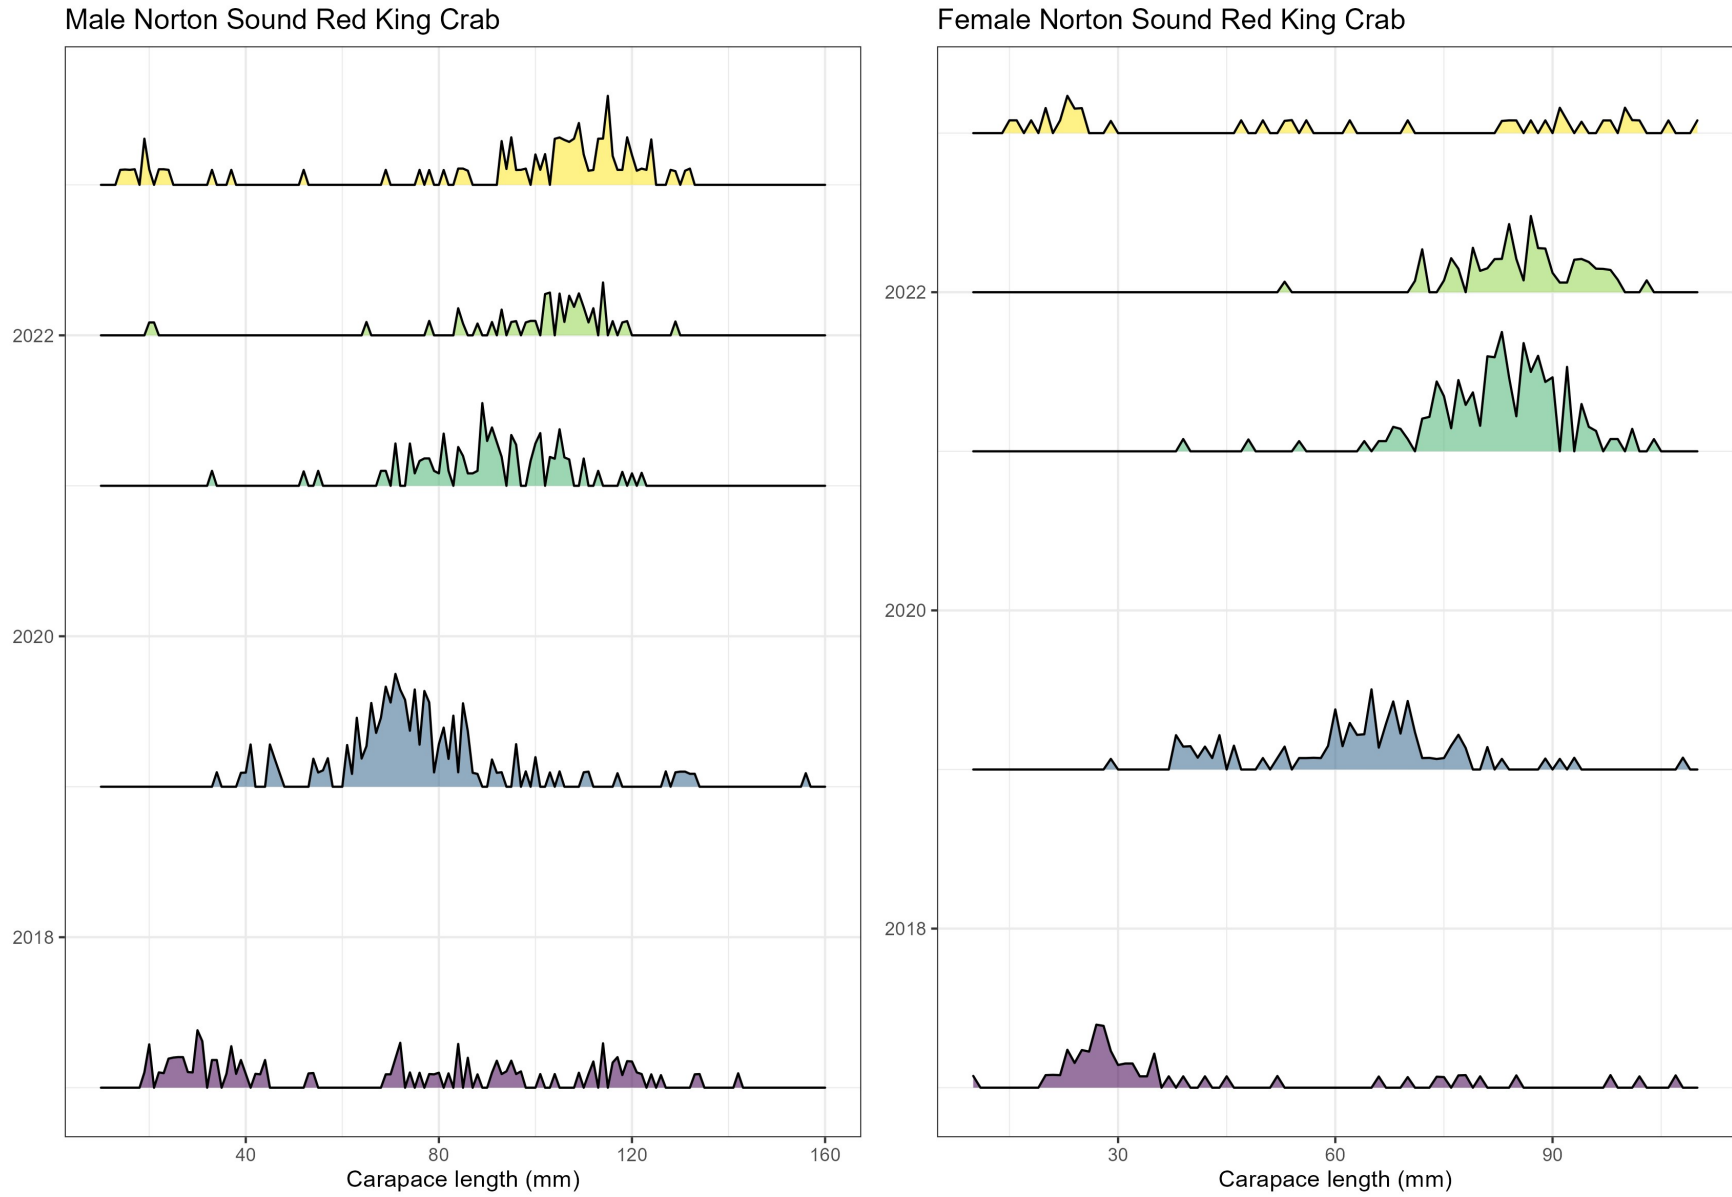 Male Norton Sound Red King Crab
2022
2020
2018
40 80 120 160
Carapace length (mm)
Female Norton Sound Red King Crab
2022
2020
2018
30 60 90
Carapace length (mm)